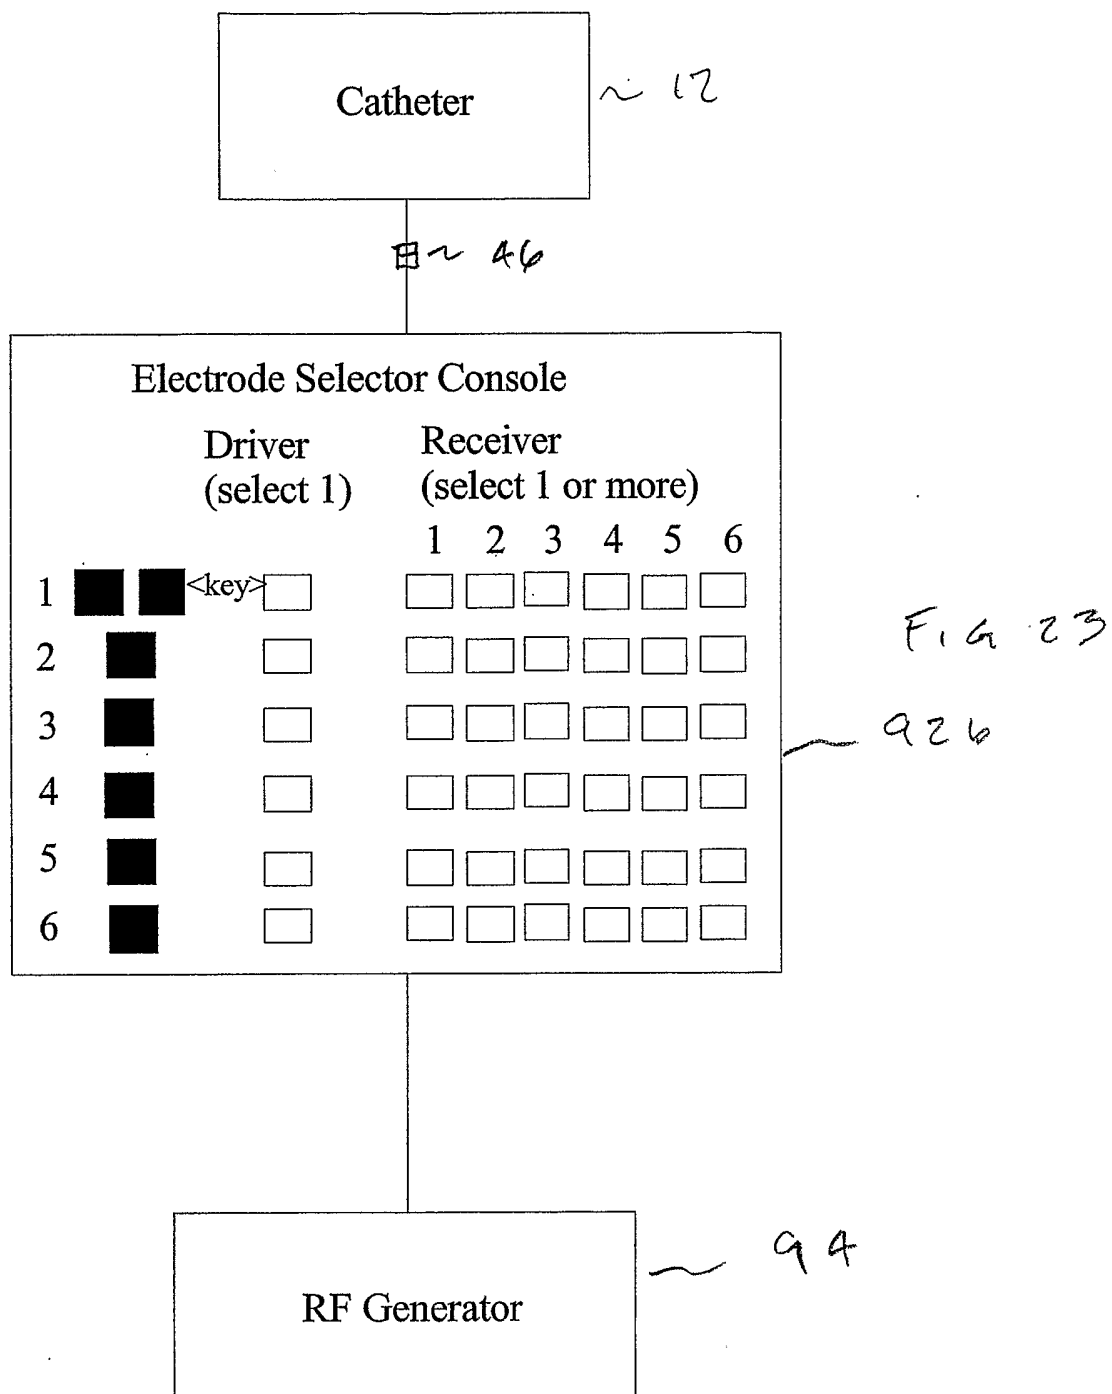 Catheter
~ 12
~ 46
Electrode Selector Console
Driver
(select 1)
Receiver
(select 1 or more)
1 2 3 4 5 6
1 <key>
2
3
4
5
6
FIG 23
926
RF Generator
94